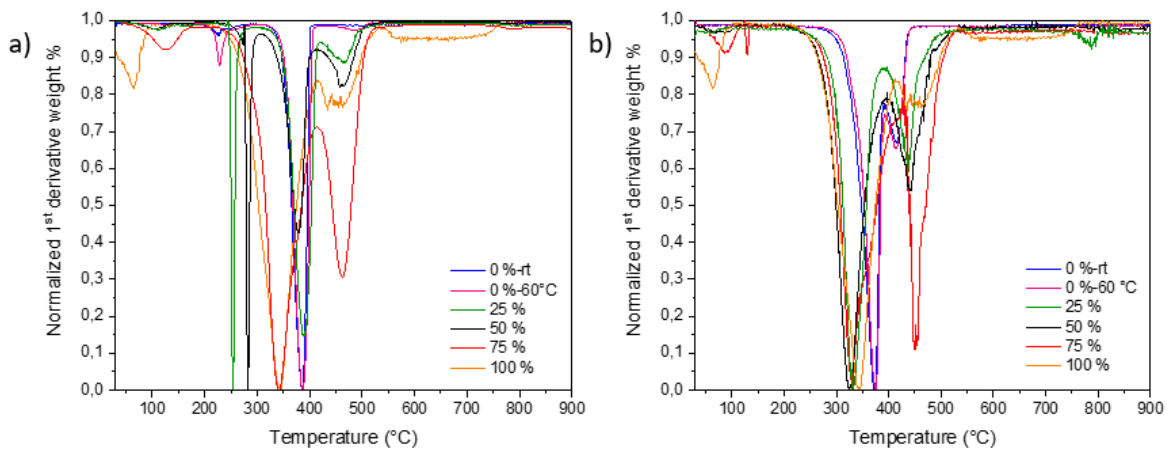 a)
Normalized 1st derivative weight %
1,0
0,9
0,8
0,7
0,6
0,5
0,4
0,3
0,2
0,1
0,0
0 %-rt
0 %-60°C
25 %
50 %
75 %
100 %
100 200 300 400 500 600 700 800 900
Temperature (°C)
b)
Normalized 1st derivative weight %
1,0
0,9
0,8
0,7
0,6
0,5
0,4
0,3
0,2
0,1
0,0
0 %-rt
0 %-60 °C
25 %
50 %
75 %
100 %
100 200 300 400 500 600 700 800 900
Temperature (°C)